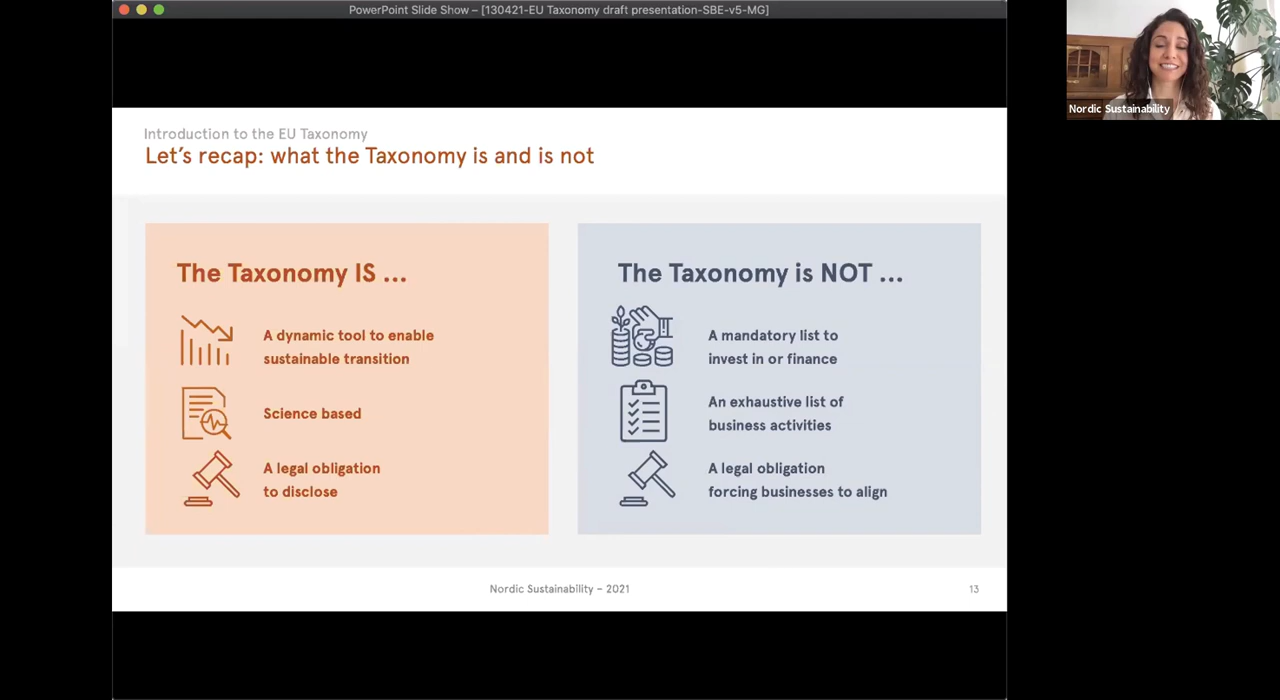 PowerPoint Slide Show – [130421-EU Taxonomy draft presentation-SBE-v5-MG]
Nordic Sustainability
Introduction to the EU Taxonomy
Let’s recap: what the Taxonomy is and is not
The Taxonomy IS ...
A dynamic tool to enable
sustainable transition
Science based
A legal obligation
to disclose
The Taxonomy is NOT ...
A mandatory list to
invest in or finance
An exhaustive list of
business activities
A legal obligation
forcing businesses to align
Nordic Sustainability – 2021
13